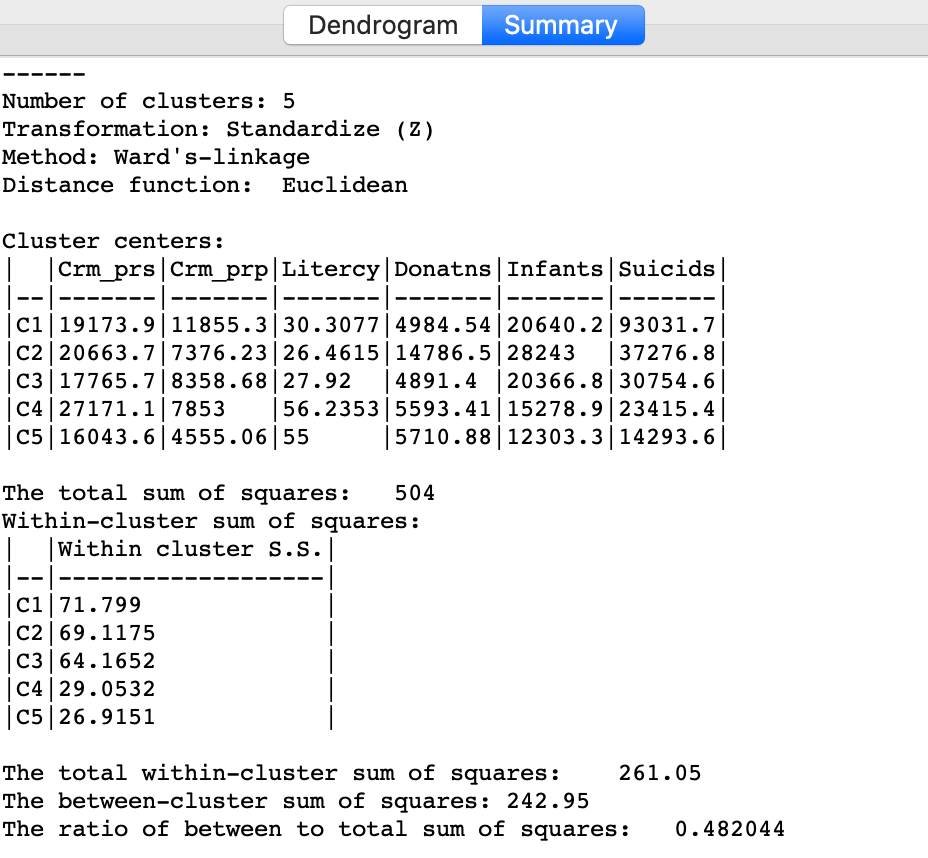 Dendrogram Summary
------
Number of clusters: 5
Transformation: Standardize (Z)
Method: Ward's-linkage
Distance function:  Euclidean
Cluster centers:
|  |Crm_prs|Crm_prp|Litercy|Donatns|Infants|Suicids|
|--|-------|-------|-------|-------|-------|-------|
|C1|19173.9|11855.3|30.3077|4984.54|20640.2|93031.7|
|C2|20663.7|7376.23|26.4615|14786.5|28243  |37276.8|
|C3|17765.7|8358.68|27.92  |4891.4 |20366.8|30754.6|
|C4|27171.1|7853   |56.2353|5593.41|15278.9|23415.4|
|C5|16043.6|4555.06|55     |5710.88|12303.3|14293.6|
The total sum of squares:   504
Within-cluster sum of squares:
|  |Within cluster S.S.|
|--|-------------------|
|C1|71.799             |
|C2|69.1175            |
|C3|64.1652            |
|C4|29.0532            |
|C5|26.9151            |
The total within-cluster sum of squares:    261.05
The between-cluster sum of squares: 242.95
The ratio of between to total sum of squares:   0.482044